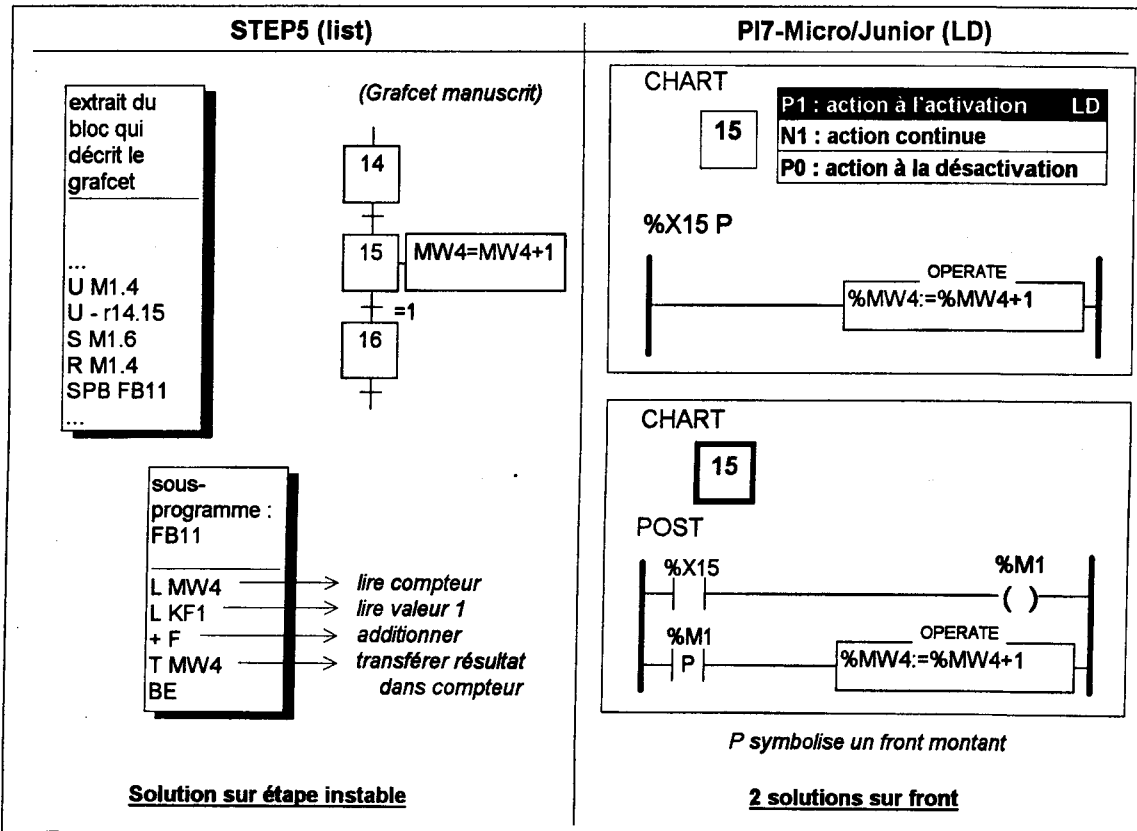 STEP5 (list)
PI7-Micro/Junior (LD)
extrait du
bloc qui
décrit le
grafcet
...
U M1.4
U - r14.15
S M1.6
R M1.4
SPB FB11
...
(Grafcet manuscrit)
14
15
MW4=MW4+1
=1
16
sous-
programme :
FB11
L MW4
lire compteur
L KF1
lire valeur 1
+ F
additionner
T MW4
transférer résultat
dans compteur
BE
Solution sur étape instable
CHART
15
P1 : action à l'activation LD
N1 : action continue
P0 : action à la désactivation
%X15 P
OPERATE
%MW4:=%MW4+1
CHART
15
POST
%X15
%M1
( )
%M1
P
OPERATE
%MW4:=%MW4+1
P symbolise un front montant
2 solutions sur front